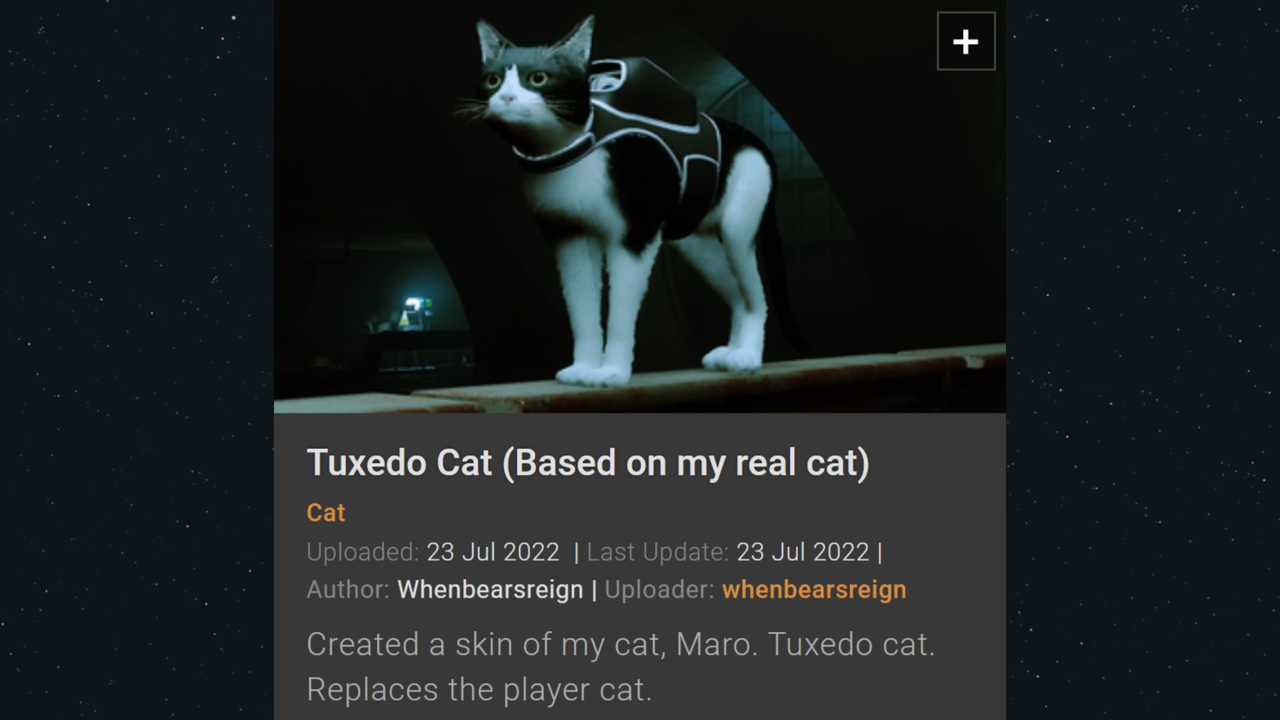 Tuxedo Cat (Based on my real cat)
Cat
Uploaded: 23 Jul 2022 | Last Update: 23 Jul 2022 |
Author: Whenbearsreign | Uploader: whenbearsreign
Created a skin of my cat, Maro. Tuxedo cat.
Replaces the player cat.